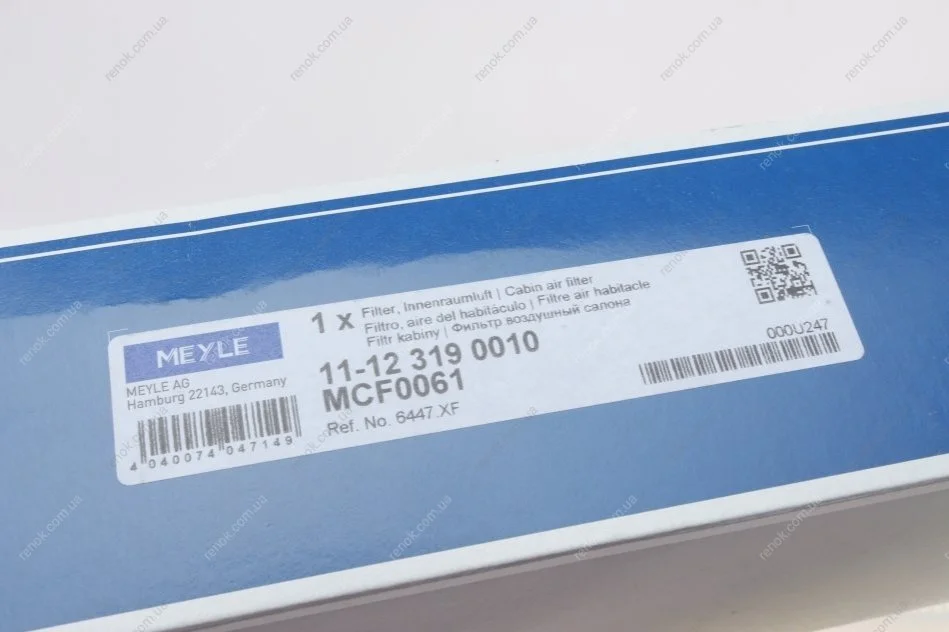 MEYLE
MEYLE AG
Hamburg 22143, Germany
4 040074 047149
1 x
Filter, Innenraumluft | Cabin air filter
Filtro, aire del habitáculo | Filtre air habitacle
Filtr kabiny | Фильтр воздушный салона
11-12 319 0010
MCF0061
Ref. No. 6447.XF
000U247
renok.com.ua